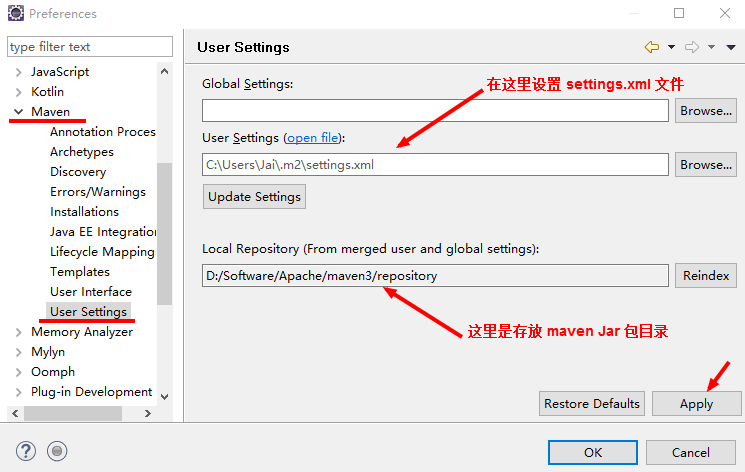 Preferences
type filter text
JavaScript
Kotlin
Maven
Annotation Proces
Archetypes
Discovery
Errors/Warnings
Installations
Java EE Integration
Lifecycle Mapping
Templates
User Interface
User Settings
Memory Analyzer
Mylyn
Oomph
Plug-in Development
User Settings
Global Settings:
在这里设置 settings.xml 文件
Browse...
User Settings (open file):
C:\Users\Jai\.m2\settings.xml
Browse...
Update Settings
Local Repository (From merged user and global settings):
D:/Software/Apache/maven3/repository
Reindex
这里是存放 maven Jar 包目录
Restore Defaults
Apply
OK
Cancel